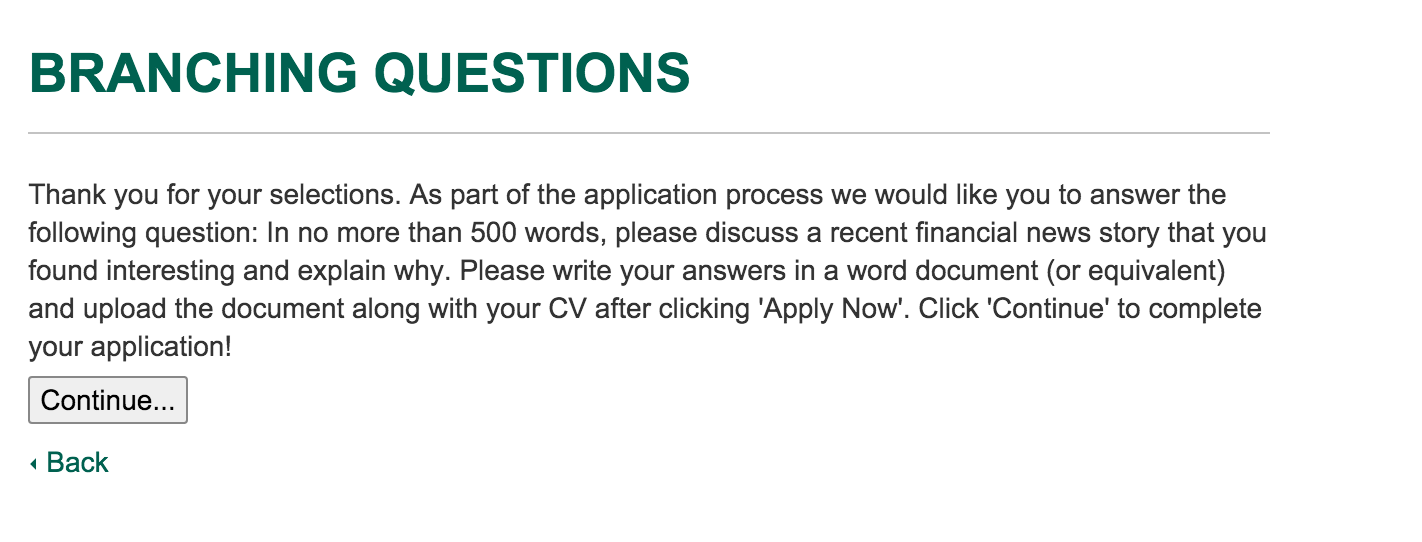 BRANCHING QUESTIONS
Thank you for your selections. As part of the application process we would like you to answer the
following question: In no more than 500 words, please discuss a recent financial news story that you
found interesting and explain why. Please write your answers in a word document (or equivalent)
and upload the document along with your CV after clicking 'Apply Now'. Click 'Continue' to complete
your application!
Continue...
Back